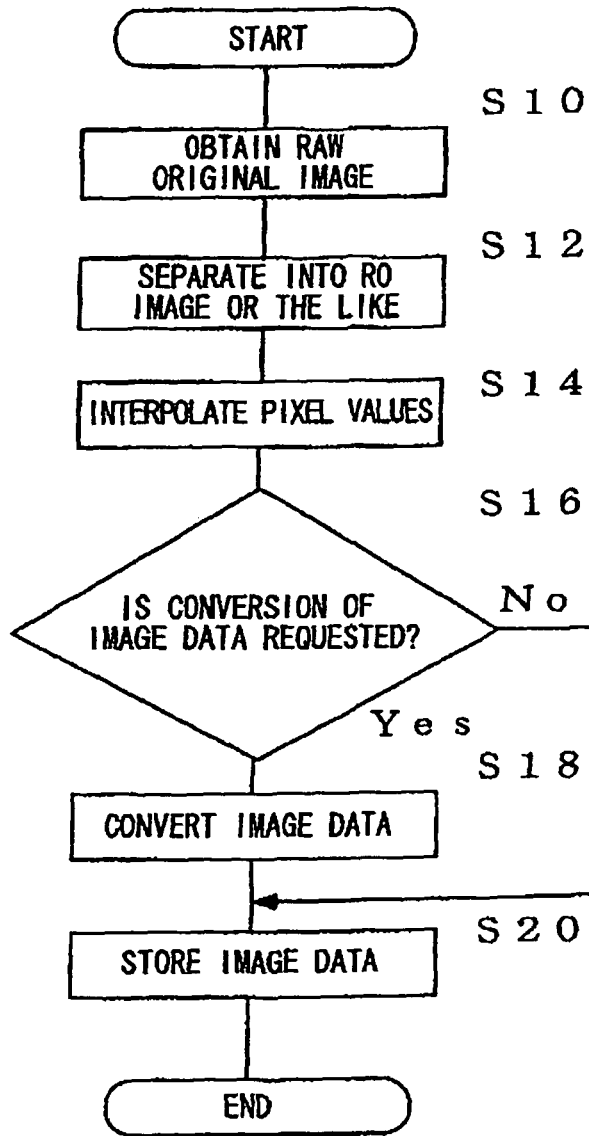 START
S10
OBTAIN RAW
ORIGINAL IMAGE
S12
SEPARATE INTO RO
IMAGE OR THE LIKE
S14
INTERPOLATE PIXEL VALUES
S16
IS CONVERSION OF
IMAGE DATA REQUESTED?
No
Yes
S18
CONVERT IMAGE DATA
S20
STORE IMAGE DATA
END